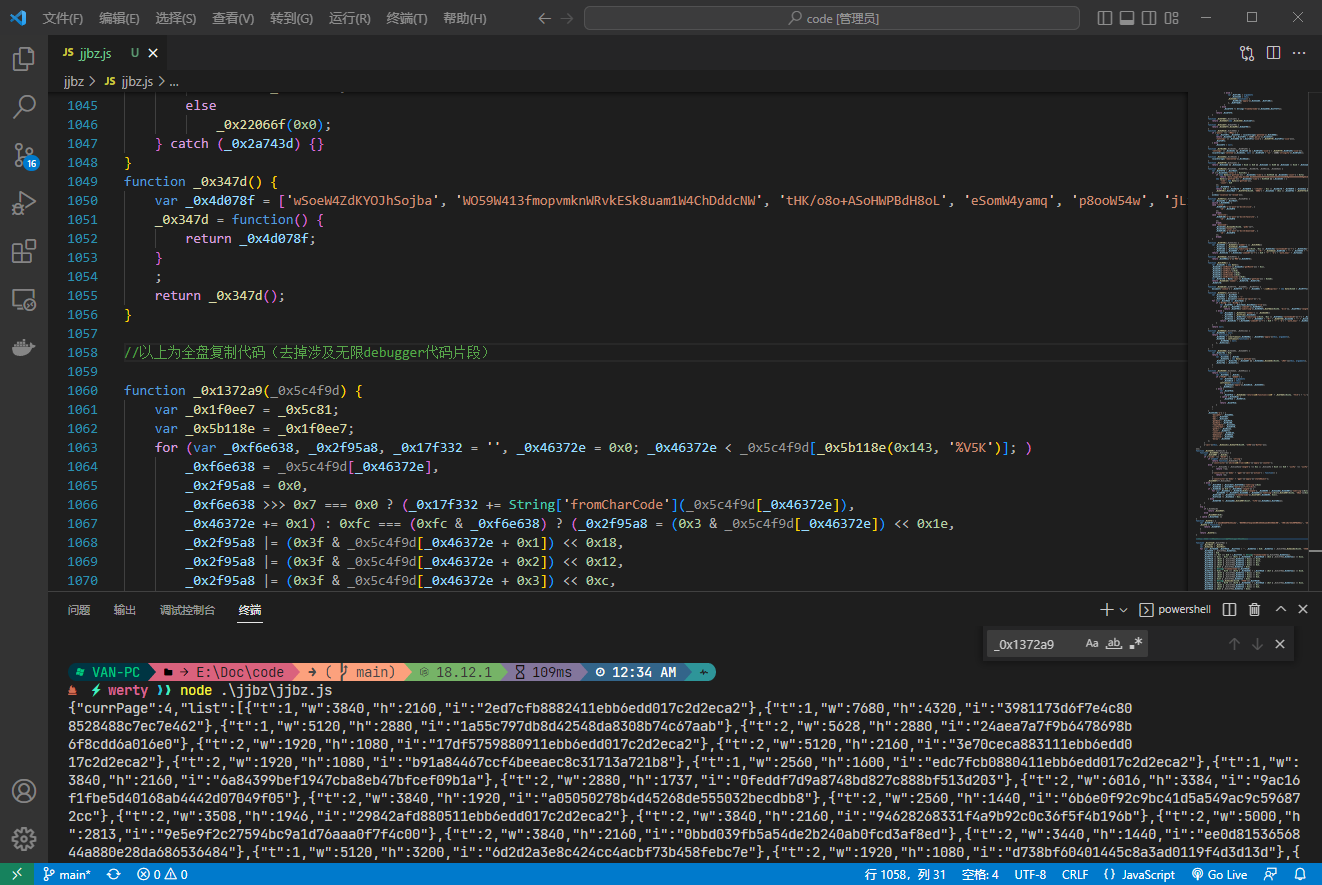 文件(F) 编辑(E) 选择(S) 查看(V) 转到(G) 运行(R) 终端(T) 帮助(H)
code [管理员]
JS jjbz.js U
jjbz > JS jjbz.js > ...
16
1045 else
1046 _0x22066f(0x0);
1047 } catch (_0x2a743d) {}
1048 }
1049 function _0x347d() {
1050 var _0x4d078f = ['wSoeW4ZdKYOJhSojba', 'WO59W413fmopvmknWRvkESk8uam1W4ChDddcNW', 'tHK/o8o+ASoHWPBdH8oL', 'eSomW4yamq', 'p8ooW54w', 'jL
1051 _0x347d = function() {
1052 return _0x4d078f;
1053 }
1054 ;
1055 return _0x347d();
1056 }
1057
1058 //以上为全盘复制代码（去掉涉及无限debugger代码片段）
1059
1060 function _0x1372a9(_0x5c4f9d) {
1061 var _0x1f0ee7 = _0x5c81;
1062 var _0x5b118e = _0x1f0ee7;
1063 for (var _0xf6e638, _0x2f95a8, _0x17f332 = '', _0x46372e = 0x0; _0x46372e < _0x5c4f9d[_0x5b118e(0x143, '%V5K')]; )
1064 _0xf6e638 = _0x5c4f9d[_0x46372e],
1065 _0x2f95a8 = 0x0,
1066 _0xf6e638 >>> 0x7 === 0x0 ? (_0x17f332 += String['fromCharCode'](_0x5c4f9d[_0x46372e]),
1067 _0x46372e += 0x1) : 0xfc === (0xfc & _0xf6e638) ? (_0x2f95a8 = (0x3 & _0x5c4f9d[_0x46372e]) << 0x1e,
1068 _0x2f95a8 |= (0x3f & _0x5c4f9d[_0x46372e + 0x1]) << 0x18,
1069 _0x2f95a8 |= (0x3f & _0x5c4f9d[_0x46372e + 0x2]) << 0x12,
1070 _0x2f95a8 |= (0x3f & _0x5c4f9d[_0x46372e + 0x3]) << 0xc,
问题 输出 调试控制台 终端
powershell
_0x1372a9 Aa ab .*
VAN-PC E:\Doc\code ( main) 18.12.1 109ms 12:34 AM
werty ❯❯ node .\jjbz\jjbz.js
{"currPage":4,"list":[{"t":1,"w":3840,"h":2160,"i":"2ed7cfb8882411ebb6edd017c2d2eca2"},{"t":1,"w":7680,"h":4320,"i":"3981173d6f7e4c80
8528488c7ec7e462"},{"t":1,"w":5120,"h":2880,"i":"1a55c797db8d42548da8308b74c67aab"},{"t":2,"w":5628,"h":2880,"i":"24aea7a7f9b6478698b
6f8cdd6a016e0"},{"t":2,"w":1920,"h":1080,"i":"17df5759880911ebb6edd017c2d2eca2"},{"t":2,"w":5120,"h":2160,"i":"3e70ceca883111ebb6edd0
17c2d2eca2"},{"t":2,"w":1920,"h":1080,"i":"b91a84467ccf4beeaec8c31713a721b8"},{"t":1,"w":2560,"h":1600,"i":"edc7fcb0880411ebb6edd017c2d2eca2"},{"t":1,"w":
3840,"h":2160,"i":"6a84399bef1947cba8eb47bfcef09b1a"},{"t":2,"w":2880,"h":1737,"i":"0feddf7d9a8748bd827c888bf513d203"},{"t":2,"w":6016,"h":3384,"i":"9ac16
f1fbe5d40168ab4442d07049f05"},{"t":2,"w":3840,"h":1920,"i":"a05050278b4d45268de555032becdbb8"},{"t":2,"w":2560,"h":1440,"i":"6b6e0f92c9bc41d5a549ac9c59687
2cc"},{"t":2,"w":3508,"h":1946,"i":"29842afd880511ebb6edd017c2d2eca2"},{"t":2,"w":3840,"h":2160,"i":"94628268331f4a9b92c0c36f5f4b196b"},{"t":2,"w":5000,"h
":2813,"i":"9e5e9f2c27594bc9a1d76aaa0f7f4c00"},{"t":2,"w":3840,"h":2160,"i":"0bbd039fb5a54de2b240ab0fcd3af8ed"},{"t":2,"w":3440,"h":1440,"i":"ee0d81536568
44a880e28da686536484"},{"t":1,"w":5120,"h":3200,"i":"6d2d2a3e8c424cc4acbf73b458febc7e"},{"t":2,"w":1920,"h":1080,"i":"d738bf60401445c8a3ad0119f4d3d13d"},{
main* 0 0 行 1058，列 31 空格: 4 UTF-8 CRLF {} JavaScript Go Live